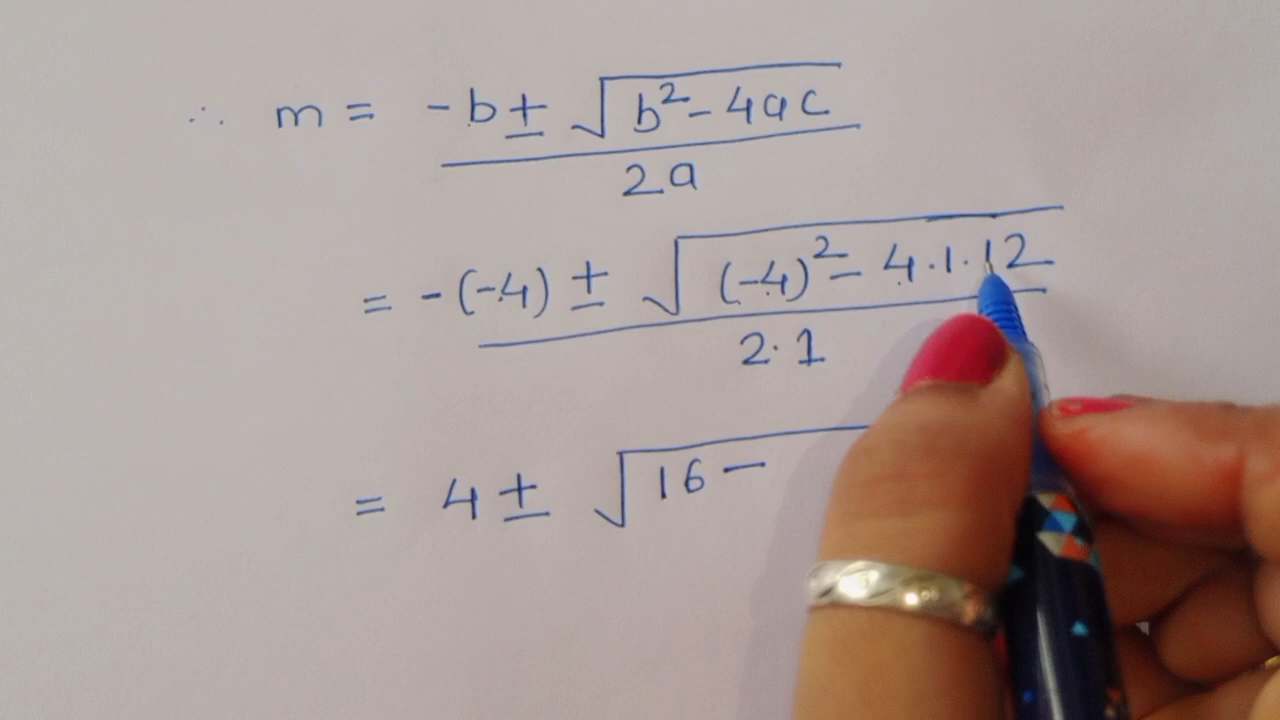 ∴ m = -b ± √b² - 4ac
2a
= -(-4) ± √(-4)² - 4.1.12
2.1
= 4 ± √16 -